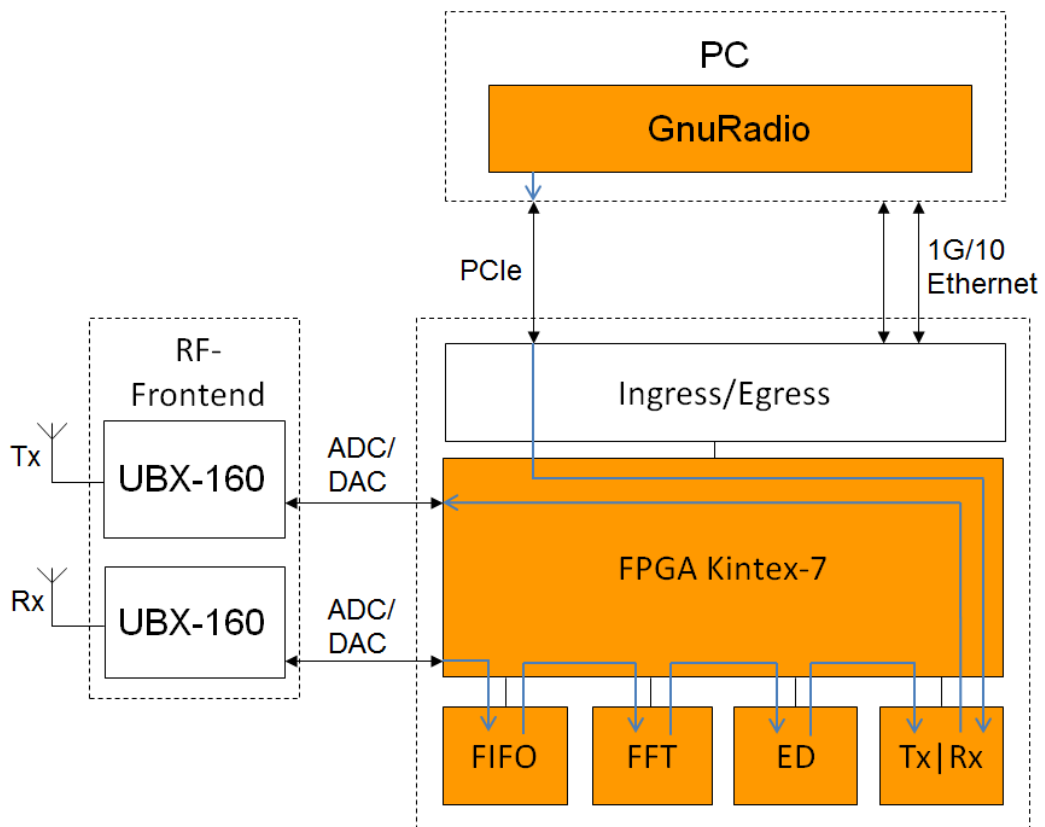 PC
GnuRadio
PCIe
1G/10
Ethernet
RF-
Frontend
Tx
UBX-160
ADC/
DAC
Rx
UBX-160
ADC/
DAC
Ingress/Egress
FPGA Kintex-7
FIFO
FFT
ED
Tx|Rx